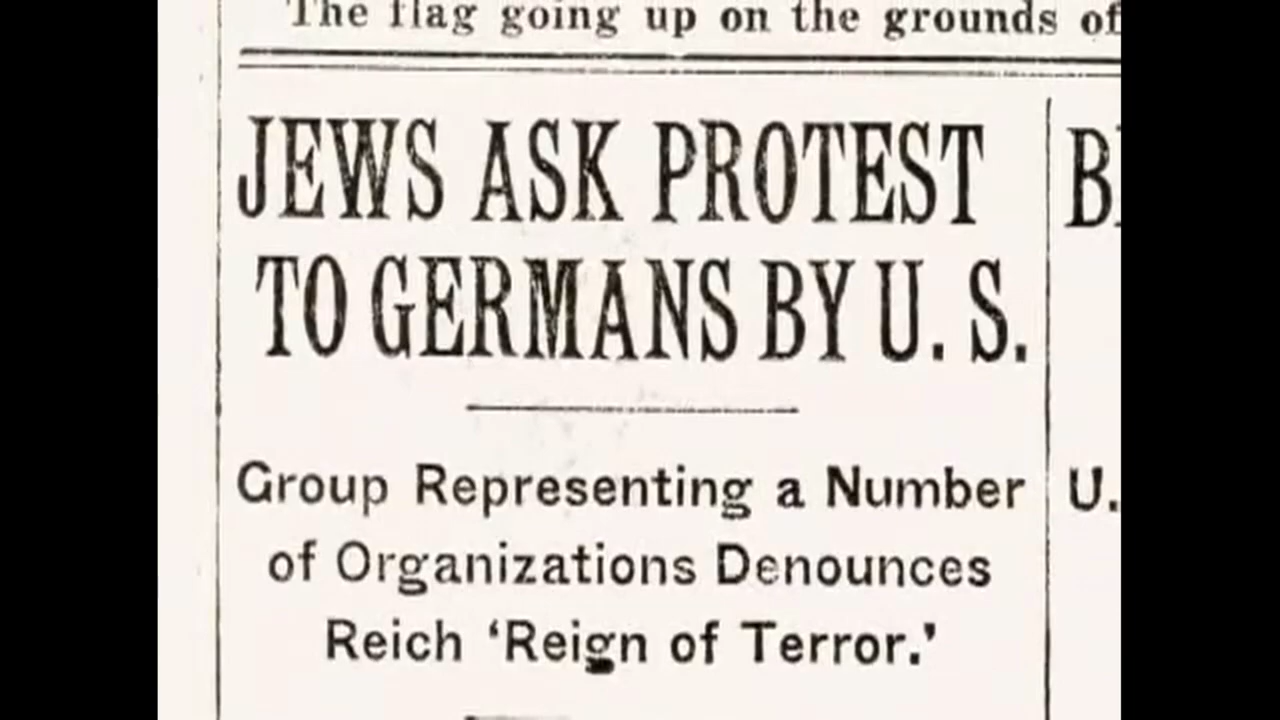 The flag going up on the grounds of
JEWS ASK PROTEST
TO GERMANS BY U. S.
Group Representing a Number
of Organizations Denounces
Reich ‘Reign of Terror.’
U.